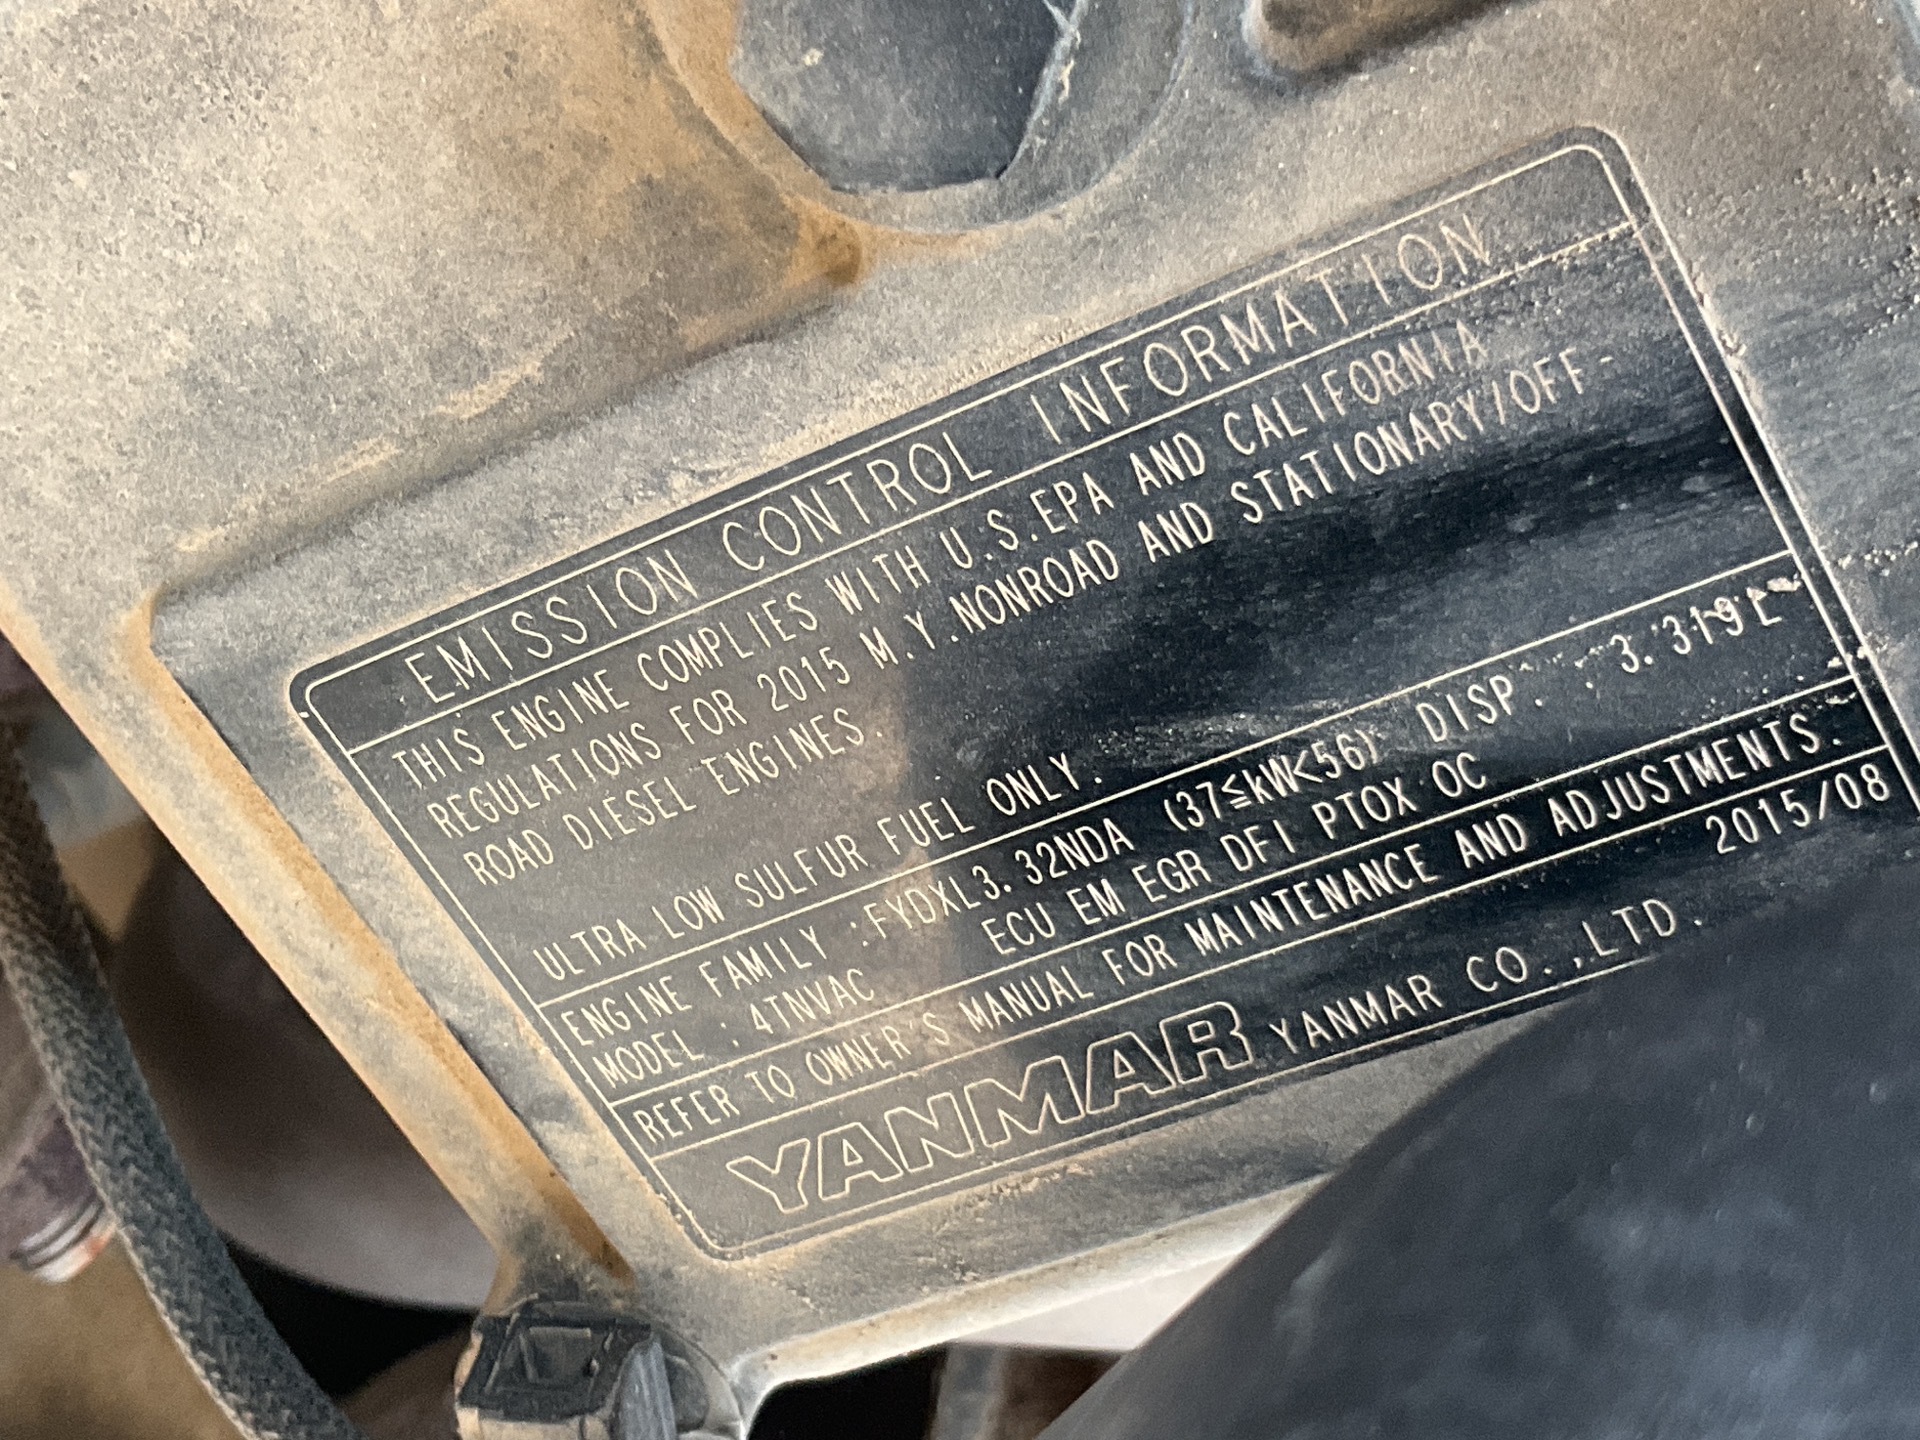 EMISSION CONTROL INFORMATION
THIS ENGINE COMPLIES WITH U.S.EPA AND CALIFORNIA
REGULATIONS FOR 2015 M.Y.NONROAD AND STATIONARY/OFF-
ROAD DIESEL ENGINES.
ULTRA LOW SULFUR FUEL ONLY.
ENGINE FAMILY :FYDXL3.32NDA (37≦kW<56) DISP. : 3.319L
MODEL : 4TNVAC ECU EM EGR DFI PTOX OC
REFER TO OWNER'S MANUAL FOR MAINTENANCE AND ADJUSTMENTS.
2015/08
YANMAR YANMAR CO.,LTD.